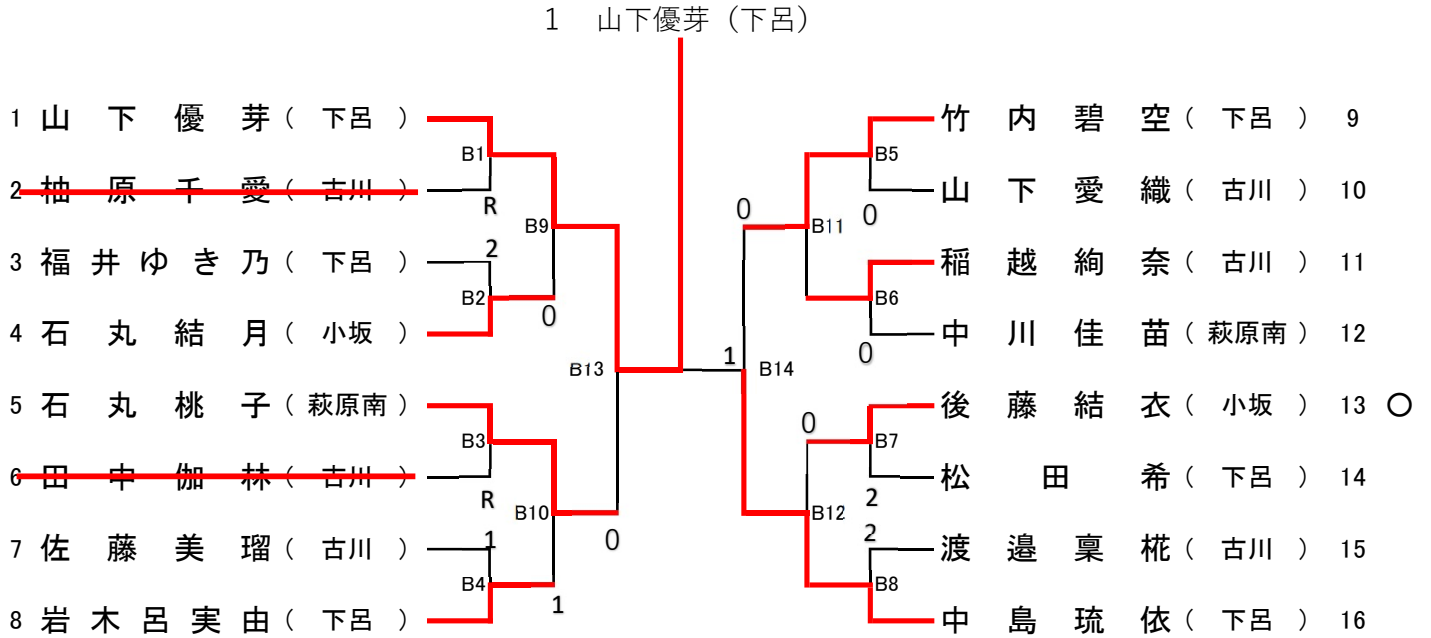 1 山下優芽（下呂）
1 山下優芽（下呂）
B1
2 柚原千愛（古川）
R
B9
2
3 福井ゆき乃（下呂）
B2
0
4 石丸結月（小坂）
B13
5 石丸桃子（萩原南）
B3
6 田中伽林（古川）
R
B10
0
1
7 佐藤美瑠（古川）
B4
1
8 岩木呂実由（下呂）
竹内碧空（下呂） 9
B5
山下愛織（古川） 10
0
0
B11
稲越絢奈（古川） 11
B6
中川佳苗（萩原南） 12
0
1
B14
後藤結衣（小坂） 13 〇
0
B7
松田希（下呂） 14
2
B12
2
渡邉稟椛（古川） 15
B8
中島琉依（下呂） 16